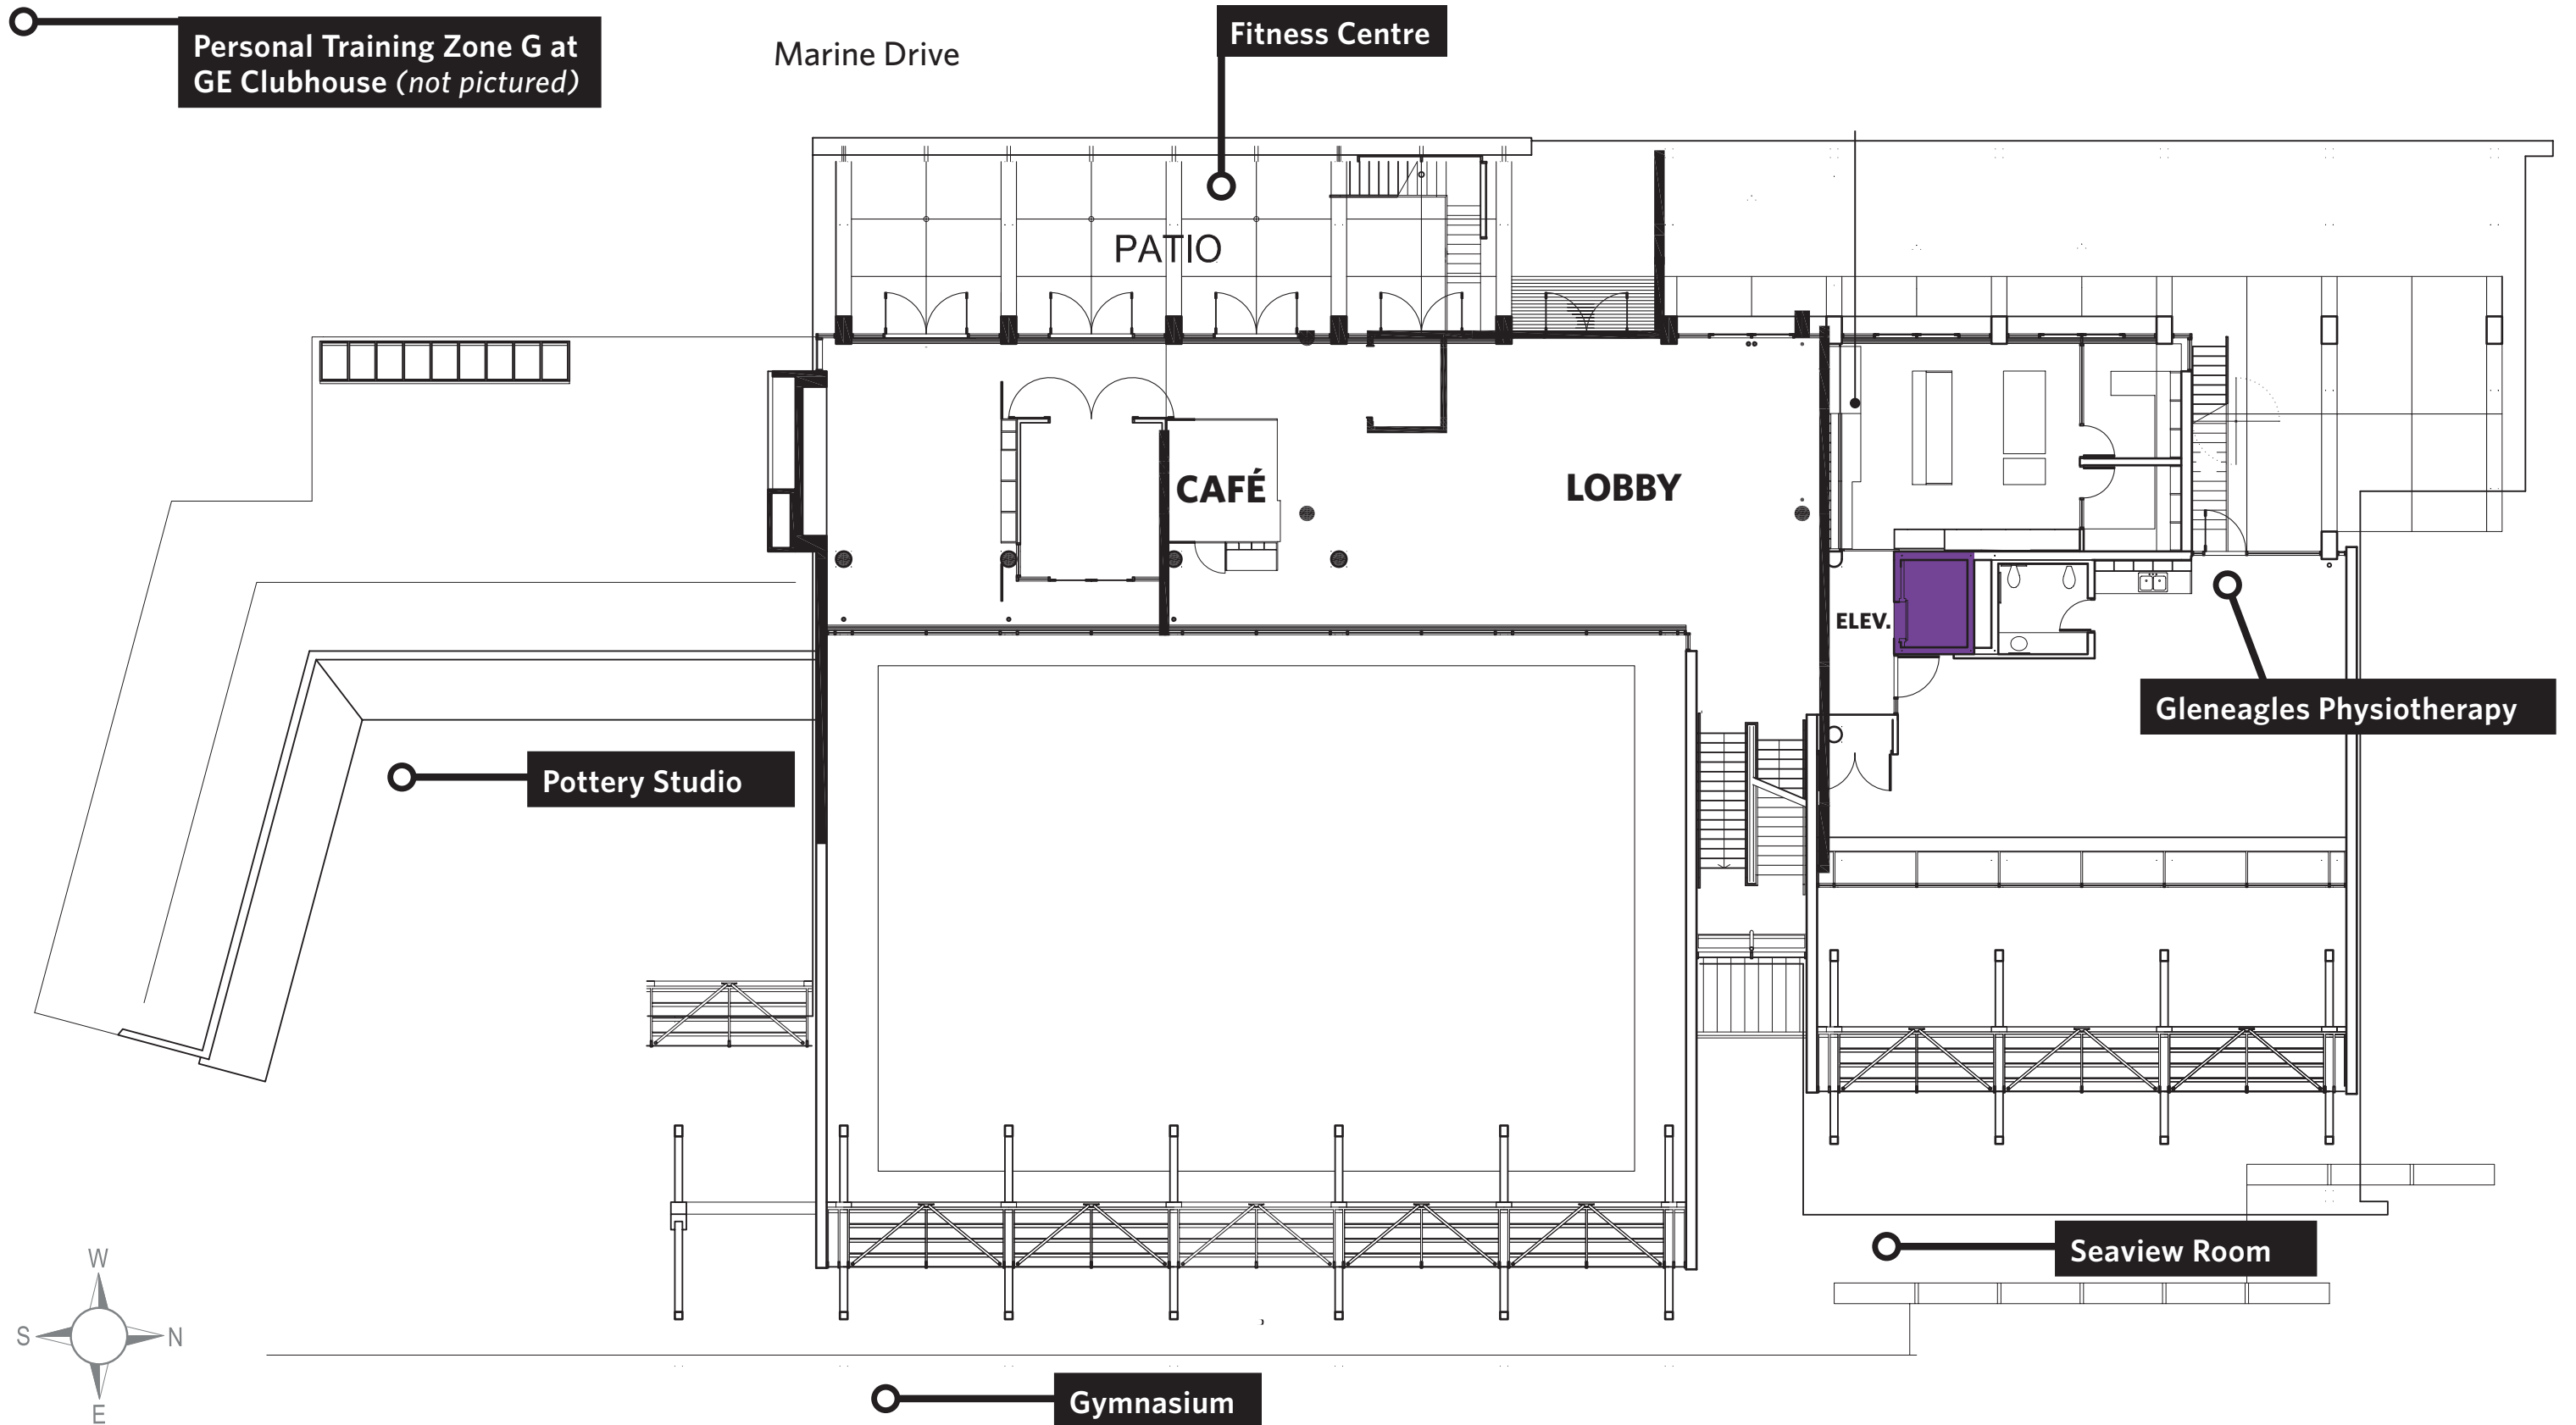 Personal Training Zone G at
GE Clubhouse (not pictured)
Marine Drive
Fitness Centre
PATIO
CAFÉ
LOBBY
ELEV.
Gleneagles Physiotherapy
Pottery Studio
Seaview Room
W
S
N
E
Gymnasium